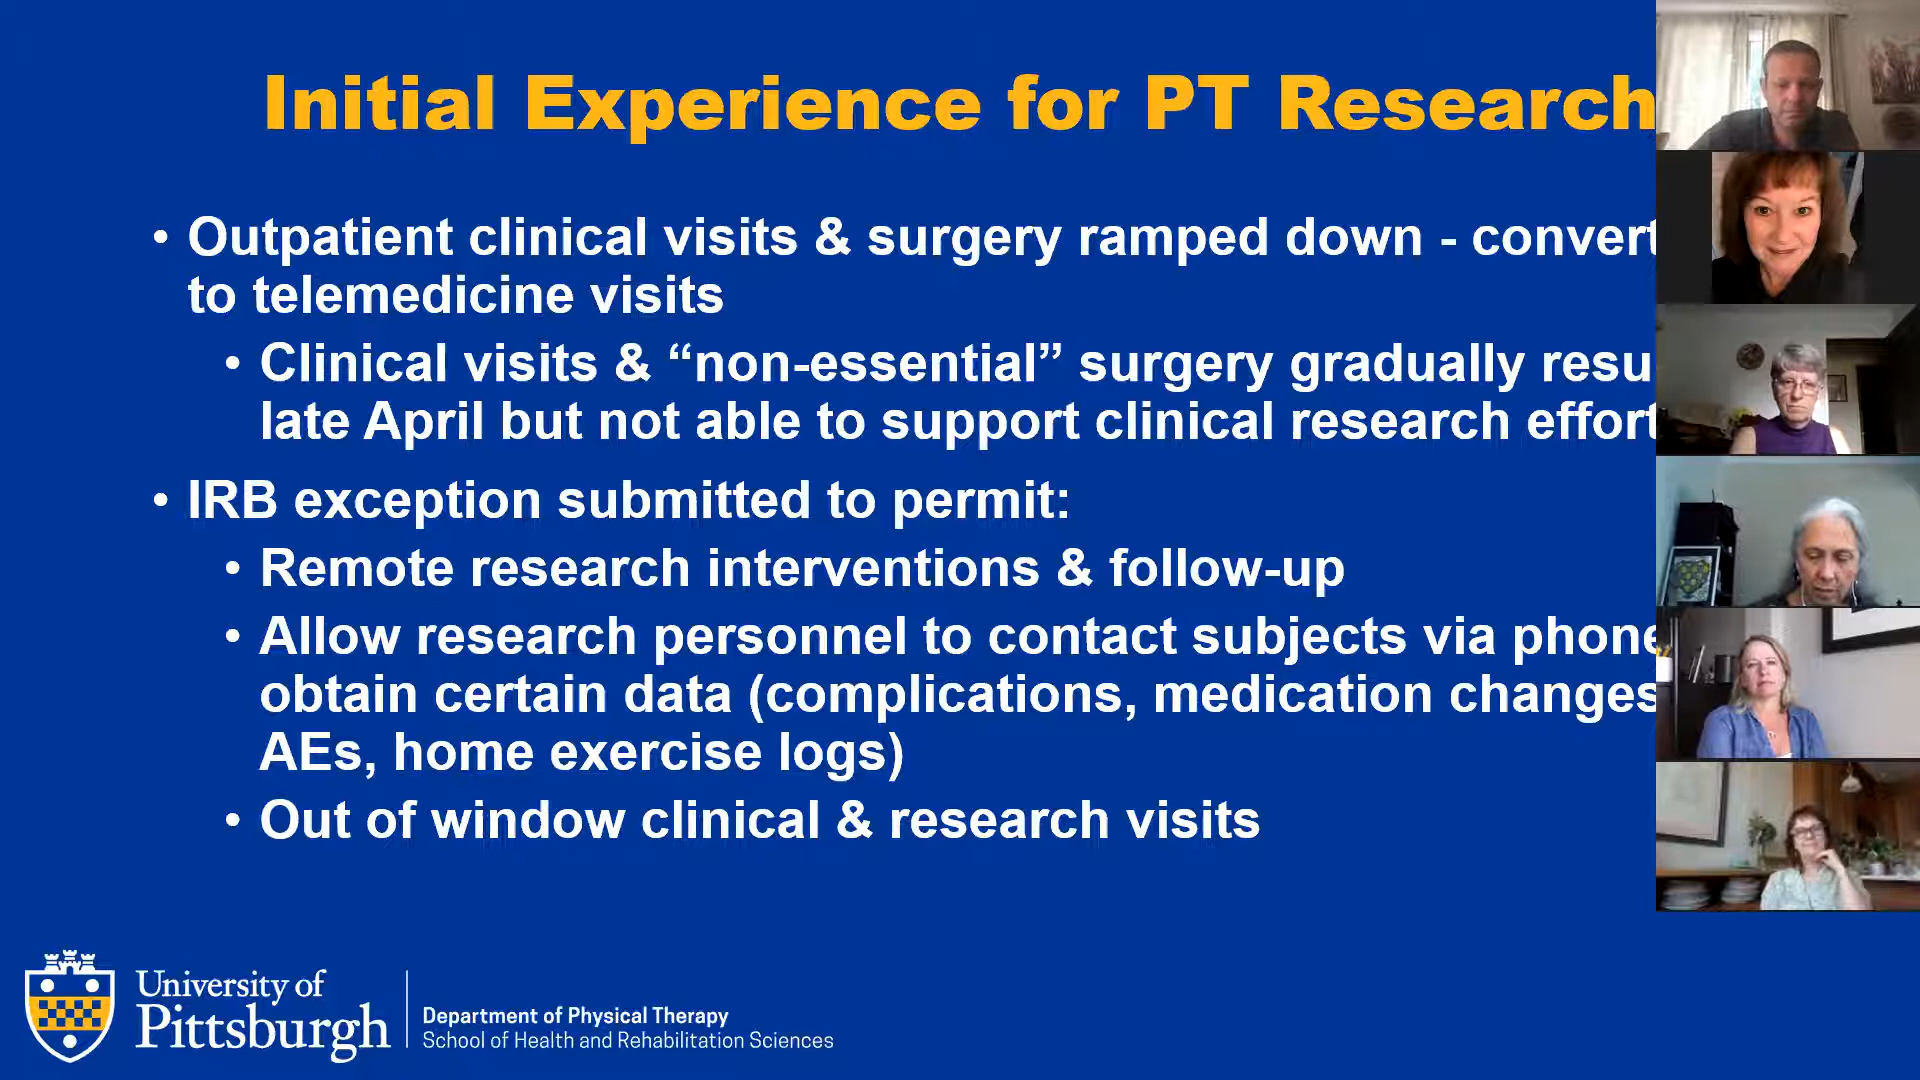 Initial Experience for PT Research
• Outpatient clinical visits & surgery ramped down - convert
to telemedicine visits
• Clinical visits & “non-essential” surgery gradually resu
late April but not able to support clinical research effort
• IRB exception submitted to permit:
• Remote research interventions & follow-up
• Allow research personnel to contact subjects via phone
obtain certain data (complications, medication changes
AEs, home exercise logs)
• Out of window clinical & research visits
University of
Pittsburgh
Department of Physical Therapy
School of Health and Rehabilitation Sciences